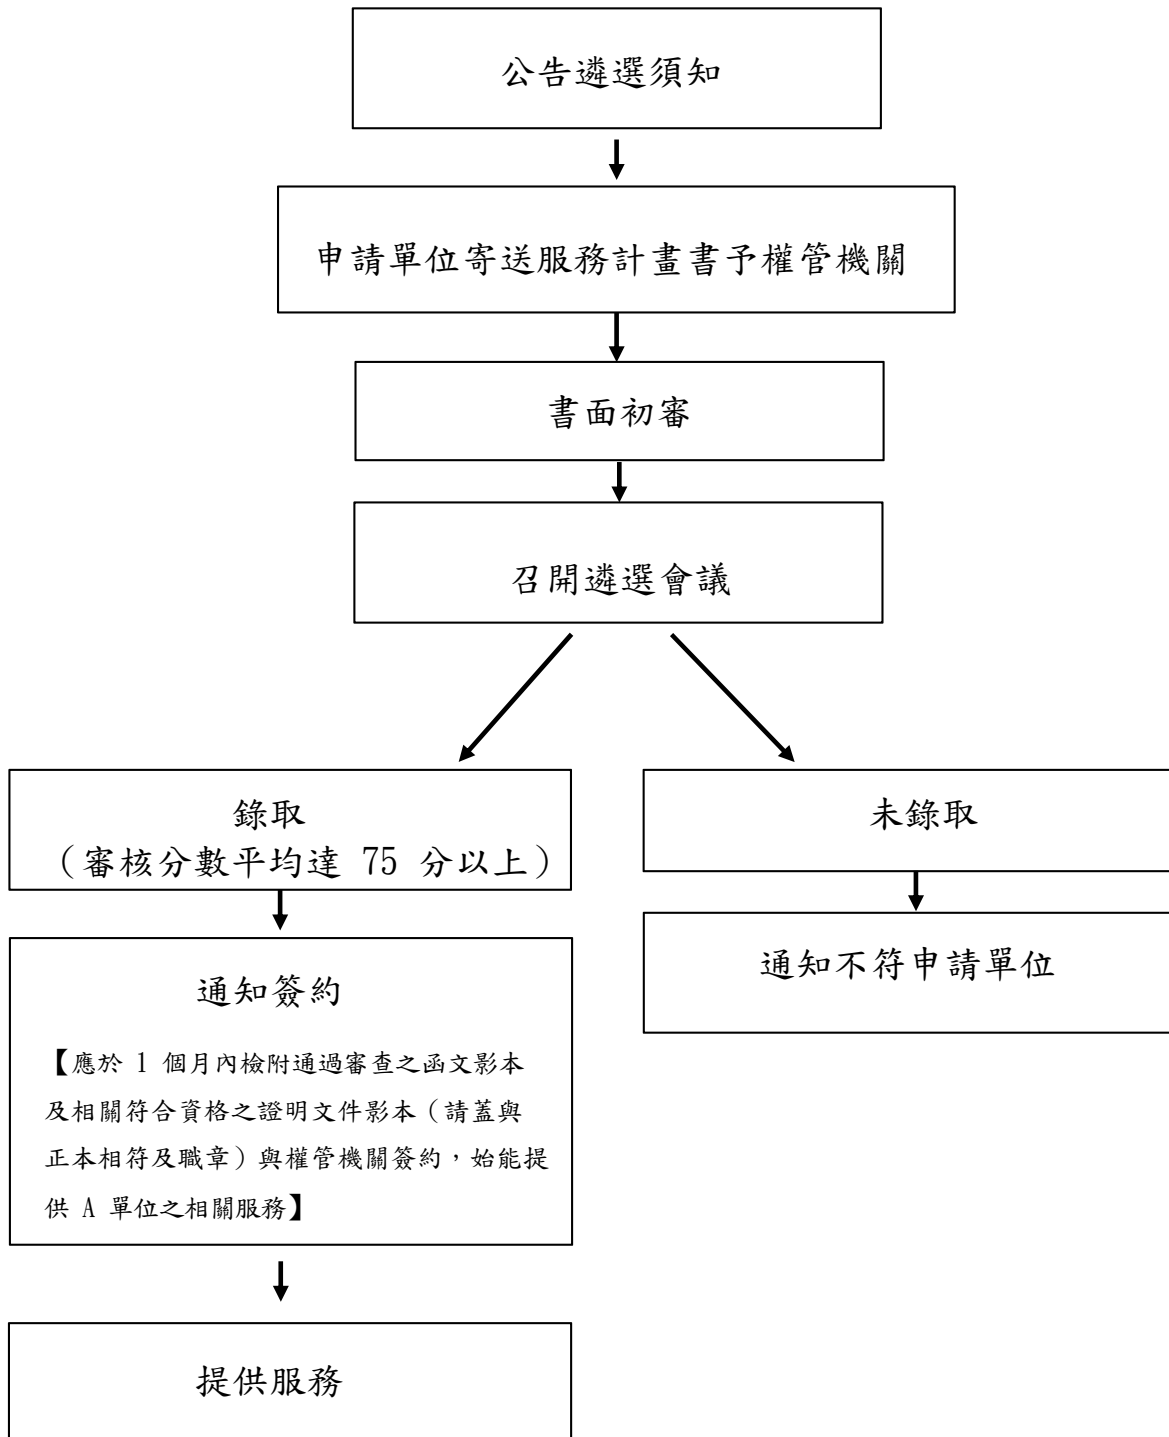 公告遴選須知
申請單位寄送服務計畫書予權管機關
書面初審
召開遴選會議
錄取
（審核分數平均達 75 分以上）
未錄取
通知簽約
【應於 1 個月內檢附通過審查之函文影本
及相關符合資格之證明文件影本（請蓋與
正本相符及職章）與權管機關簽約，始能提
供 A 單位之相關服務】
通知不符申請單位
提供服務